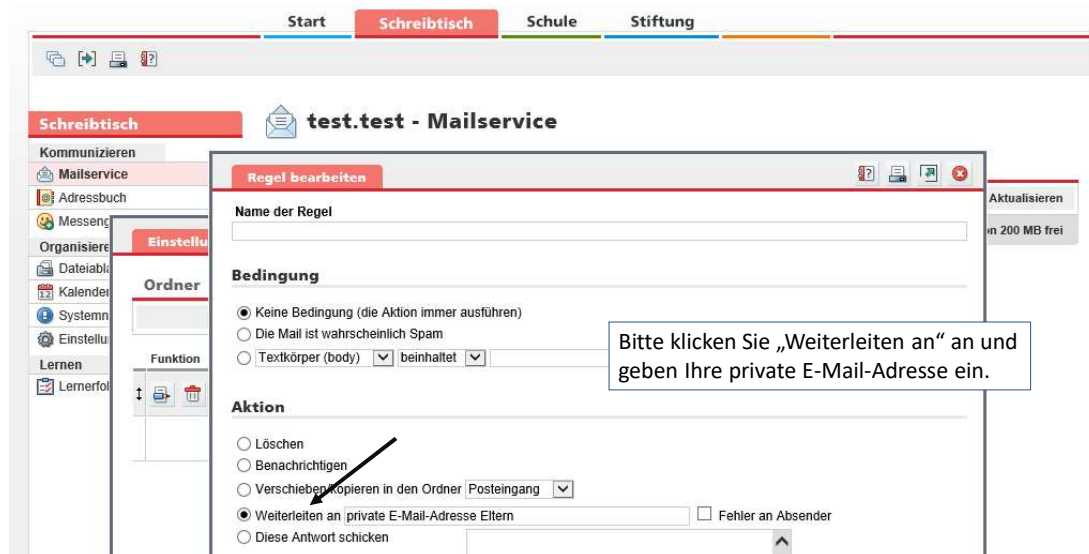 Start Schreibtisch Schule Stiftung
Schreibtisch
test.test - Mailservice
Kommunizieren
Mailservice
Adressbuch
Messeng
Organisiere
Dateiabla
12 Kalender
Systemn
Einstellu
Lernen
Lernerfol
Aktualisieren
n 200 MB frei
Einstellu
Ordner
Funktion
Regel bearbeiten
Name der Regel
Bedingung
Keine Bedingung (die Aktion immer ausführen)
Die Mail ist wahrscheinlich Spam
Textkörper (body) beinhaltet
Bitte klicken Sie „Weiterleiten an“ an und
geben Ihre private E-Mail-Adresse ein.
Aktion
Löschen
Benachrichtigen
Verschieben/kopieren in den Ordner Posteingang
Weiterleiten an private E-Mail-Adresse Eltern Fehler an Absender
Diese Antwort schicken